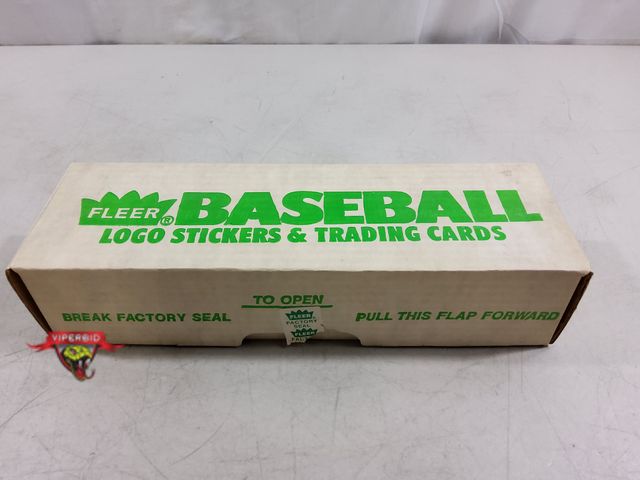 FLEER® BASEBALL
LOGO STICKERS & TRADING CARDS
TO OPEN
BREAK FACTORY SEAL
PULL THIS FLAP FORWARD
FLEER
FACTORY
SEAL
FLEER
VIPERBID